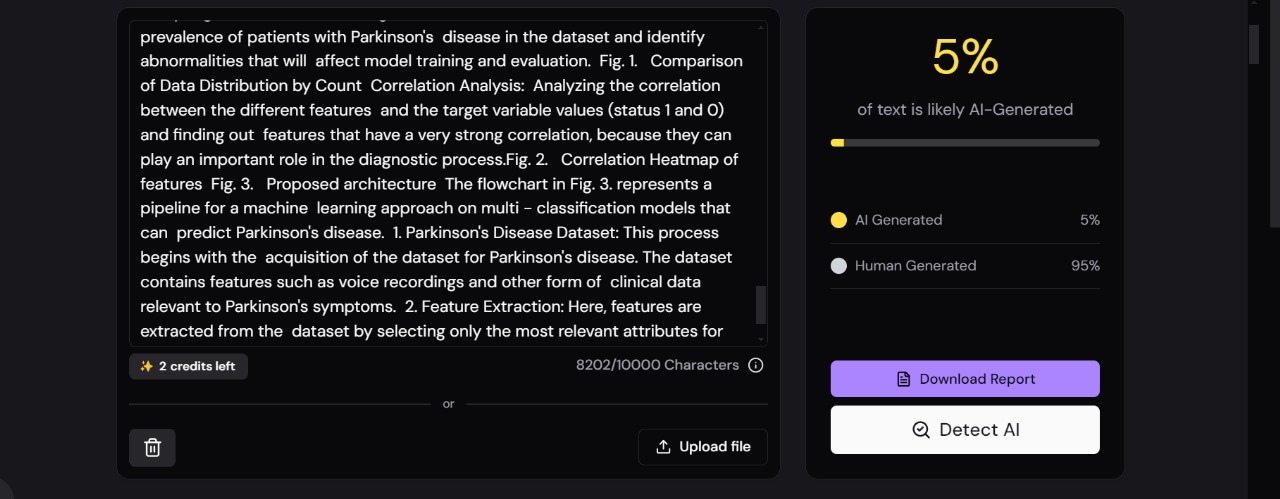 prevalence of patients with Parkinson's  disease in the dataset and identify
abnormalities that will  affect model training and evaluation.  Fig. 1.   Comparison
of Data Distribution by Count  Correlation Analysis:  Analyzing the correlation
between the different features  and the target variable values (status 1 and 0)
and finding out  features that have a very strong correlation, because they can
play an important role in the diagnostic process.Fig. 2.   Correlation Heatmap of
features  Fig. 3.   Proposed architecture  The flowchart in Fig. 3. represents a
pipeline for a machine  learning approach on multi – classification models that
can  predict Parkinson's disease.  1. Parkinson's Disease Dataset: This process
begins with the  acquisition of the dataset for Parkinson's disease. The dataset
contains features such as voice recordings and other form of  clinical data
relevant to Parkinson's symptoms.  2. Feature Extraction: Here, features are
extracted from the  dataset by selecting only the most relevant attributes for
2 credits left
8202/10000 Characters
or
Upload file
5%
of text is likely AI-Generated
AI Generated 5%
Human Generated 95%
Download Report
Detect AI